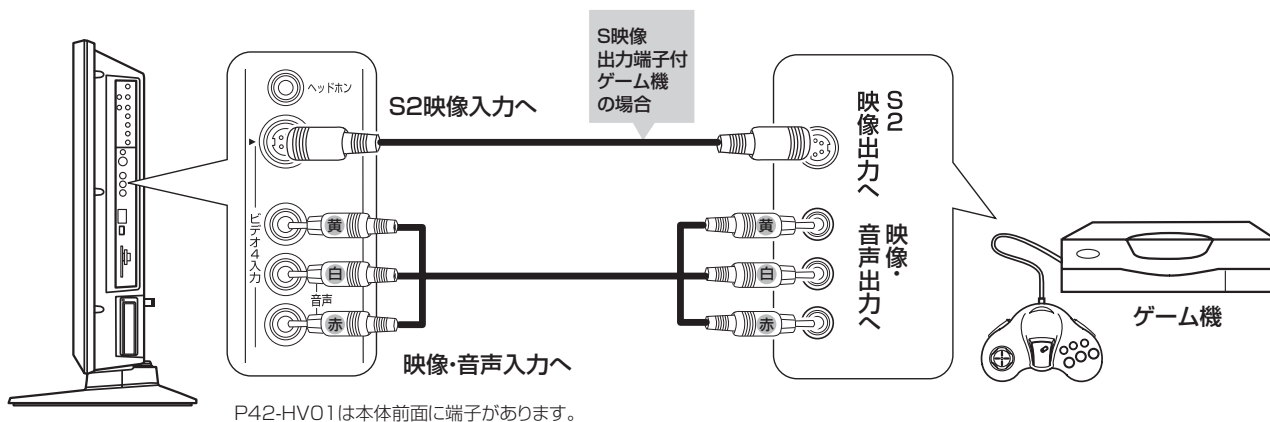 S映像
出力端子付
ゲーム機
の場合
ヘッドホン
S2映像入力へ
S2
映像出力へ
ビデオ4入力
黄
白
音声
赤
黄
白
赤
映像・
音声出力へ
映像・音声入力へ
ゲーム機
P42-HV01は本体前面に端子があります。